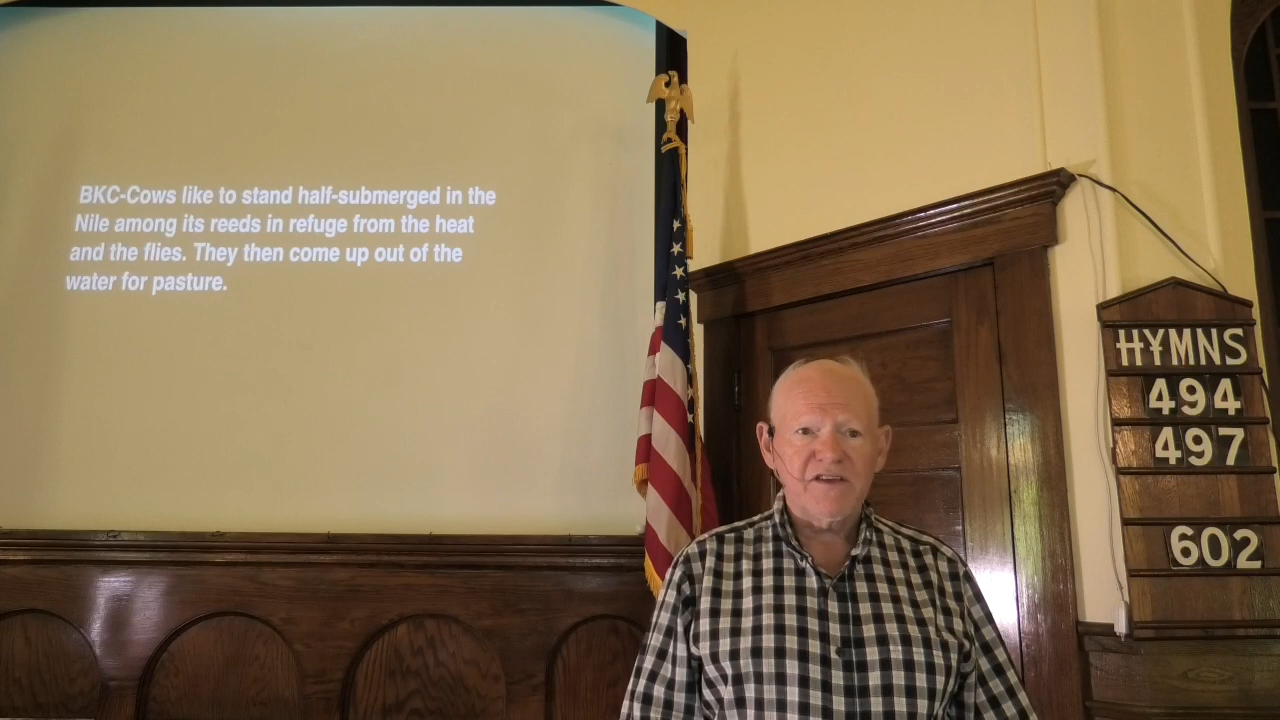 BKC-Cows like to stand half-submerged in the
Nile among its reeds in refuge from the heat
and the flies. They then come up out of the
water for pasture.
HYMNS
494
497
602